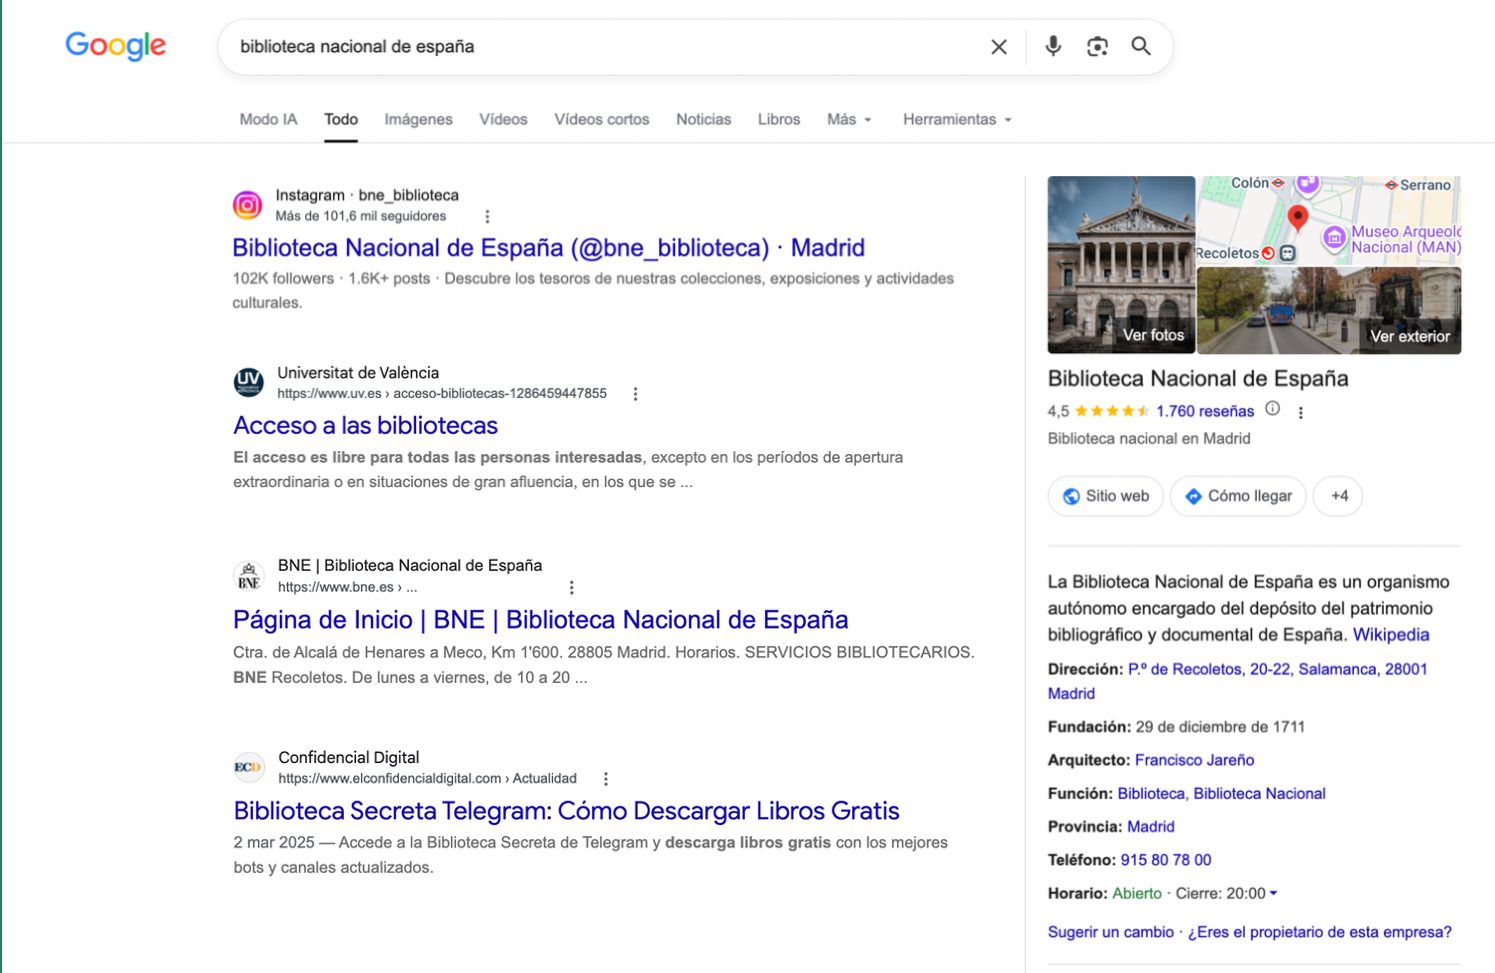 Google
biblioteca nacional de españa
Modo IA
Todo
Imágenes
Vídeos
Vídeos cortos
Noticias
Libros
Más
Herramientas
Instagram · bne_biblioteca
Más de 101,6 mil seguidores
Biblioteca Nacional de España (@bne_biblioteca) · Madrid
102K followers · 1.6K+ posts · Descubre los tesoros de nuestras colecciones, exposiciones y actividades
culturales.
UV
Universitat de València
https://www.uv.es › acceso-bibliotecas-1286459447855
Acceso a las bibliotecas
El acceso es libre para todas las personas interesadas, excepto en los períodos de apertura
extraordinaria o en situaciones de gran afluencia, en los que se ...
BNE
BNE | Biblioteca Nacional de España
https://www.bne.es › ...
Página de Inicio | BNE | Biblioteca Nacional de España
Ctra. de Alcalá de Henares a Meco, Km 1'600. 28805 Madrid. Horarios. SERVICIOS BIBLIOTECARIOS.
BNE Recoletos. De lunes a viernes, de 10 a 20 ...
ECD
Confidencial Digital
https://www.elconfidencialdigital.com › Actualidad
Biblioteca Secreta Telegram: Cómo Descargar Libros Gratis
2 mar 2025 — Accede a la Biblioteca Secreta de Telegram y descarga libros gratis con los mejores
bots y canales actualizados.
Colón
Serrano
Museo Arqueoló
Nacional (MAN)
Recoletos
Ver fotos
Ver exterior
Biblioteca Nacional de España
4,5 1.760 reseñas
Biblioteca nacional en Madrid
Sitio web
Cómo llegar
+4
La Biblioteca Nacional de España es un organismo
autónomo encargado del depósito del patrimonio
bibliográfico y documental de España. Wikipedia
Dirección: P.º de Recoletos, 20-22, Salamanca, 28001
Madrid
Fundación: 29 de diciembre de 1711
Arquitecto: Francisco Jareño
Función: Biblioteca, Biblioteca Nacional
Provincia: Madrid
Teléfono: 915 80 78 00
Horario: Abierto · Cierre: 20:00
Sugerir un cambio · ¿Eres el propietario de esta empresa?